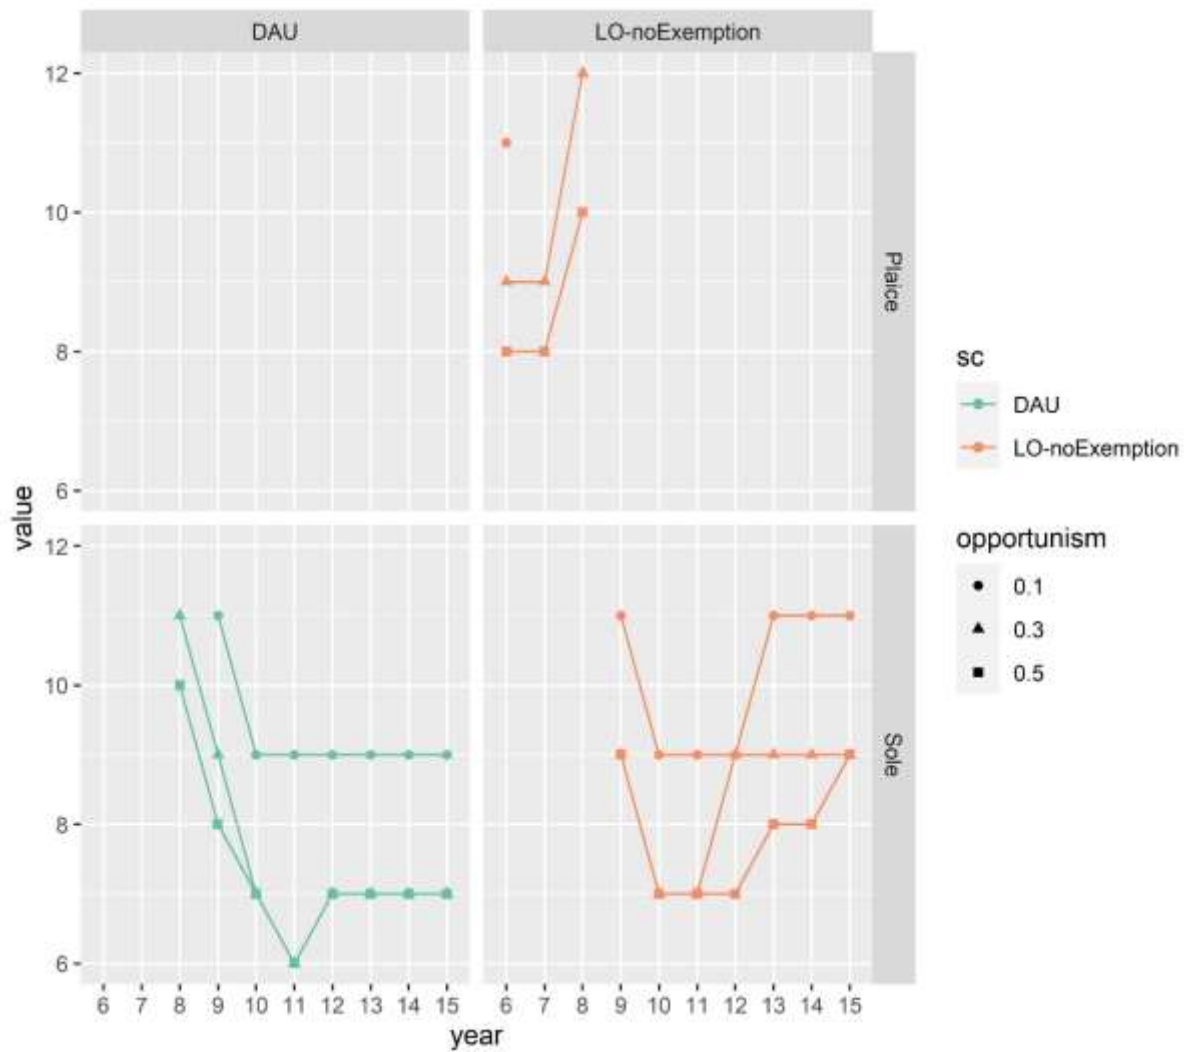 DAU
LO-noExemption
12
10
8
6
Plaice
value
12
10
8
6
Sole
6 7 8 9 10 11 12 13 14 15
6 7 8 9 10 11 12 13 14 15
year
sc
DAU
LO-noExemption
opportunism
0.1
0.3
0.5